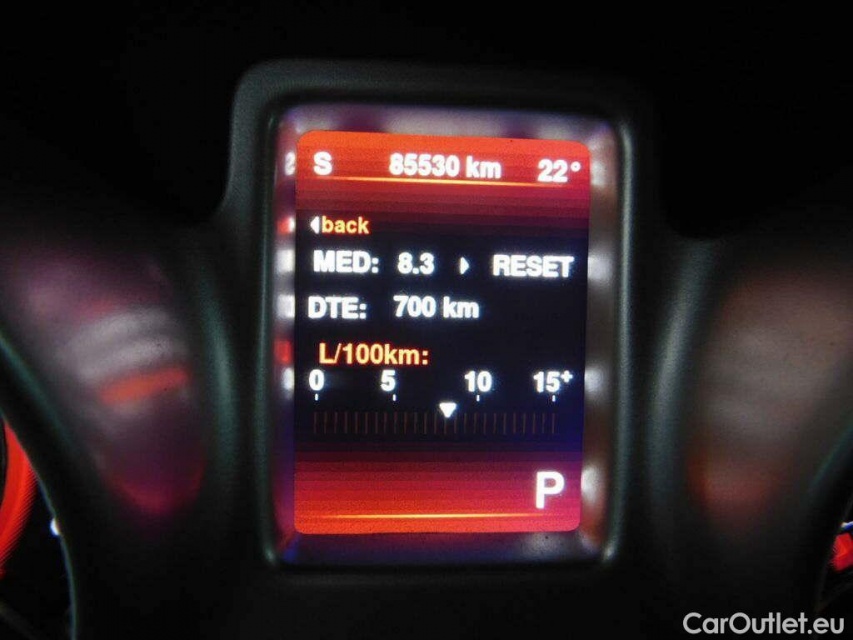 S 85530 km 22°
back
MED: 8.3 RESET
DTE: 700 km
L/100km:
0 5 10 15+
P
CarOutlet.eu